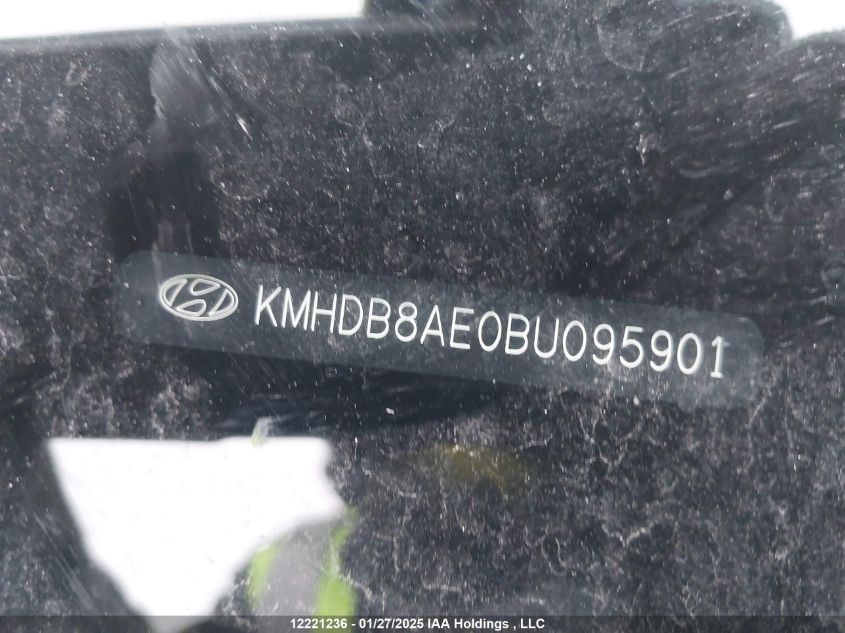 KMHDB8AE0BU095901
12221236 - 01/27/2025 IAA Holdings , LLC